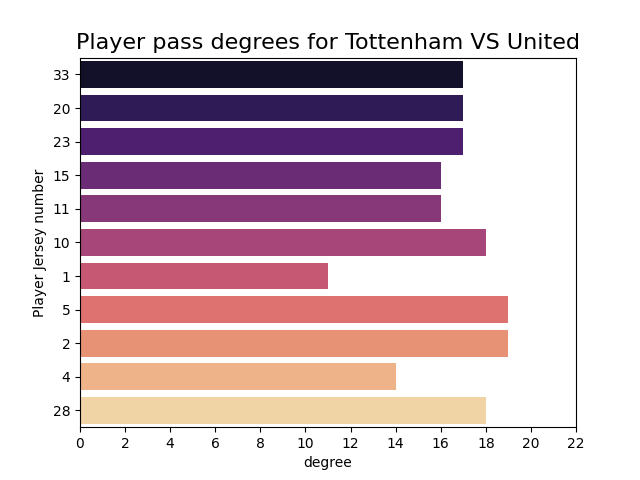 Player pass degrees for Tottenham VS United
Player Jersey number
33
20
23
15
11
10
1
5
2
4
28
0 2 4 6 8 10 12 14 16 18 20 22
degree